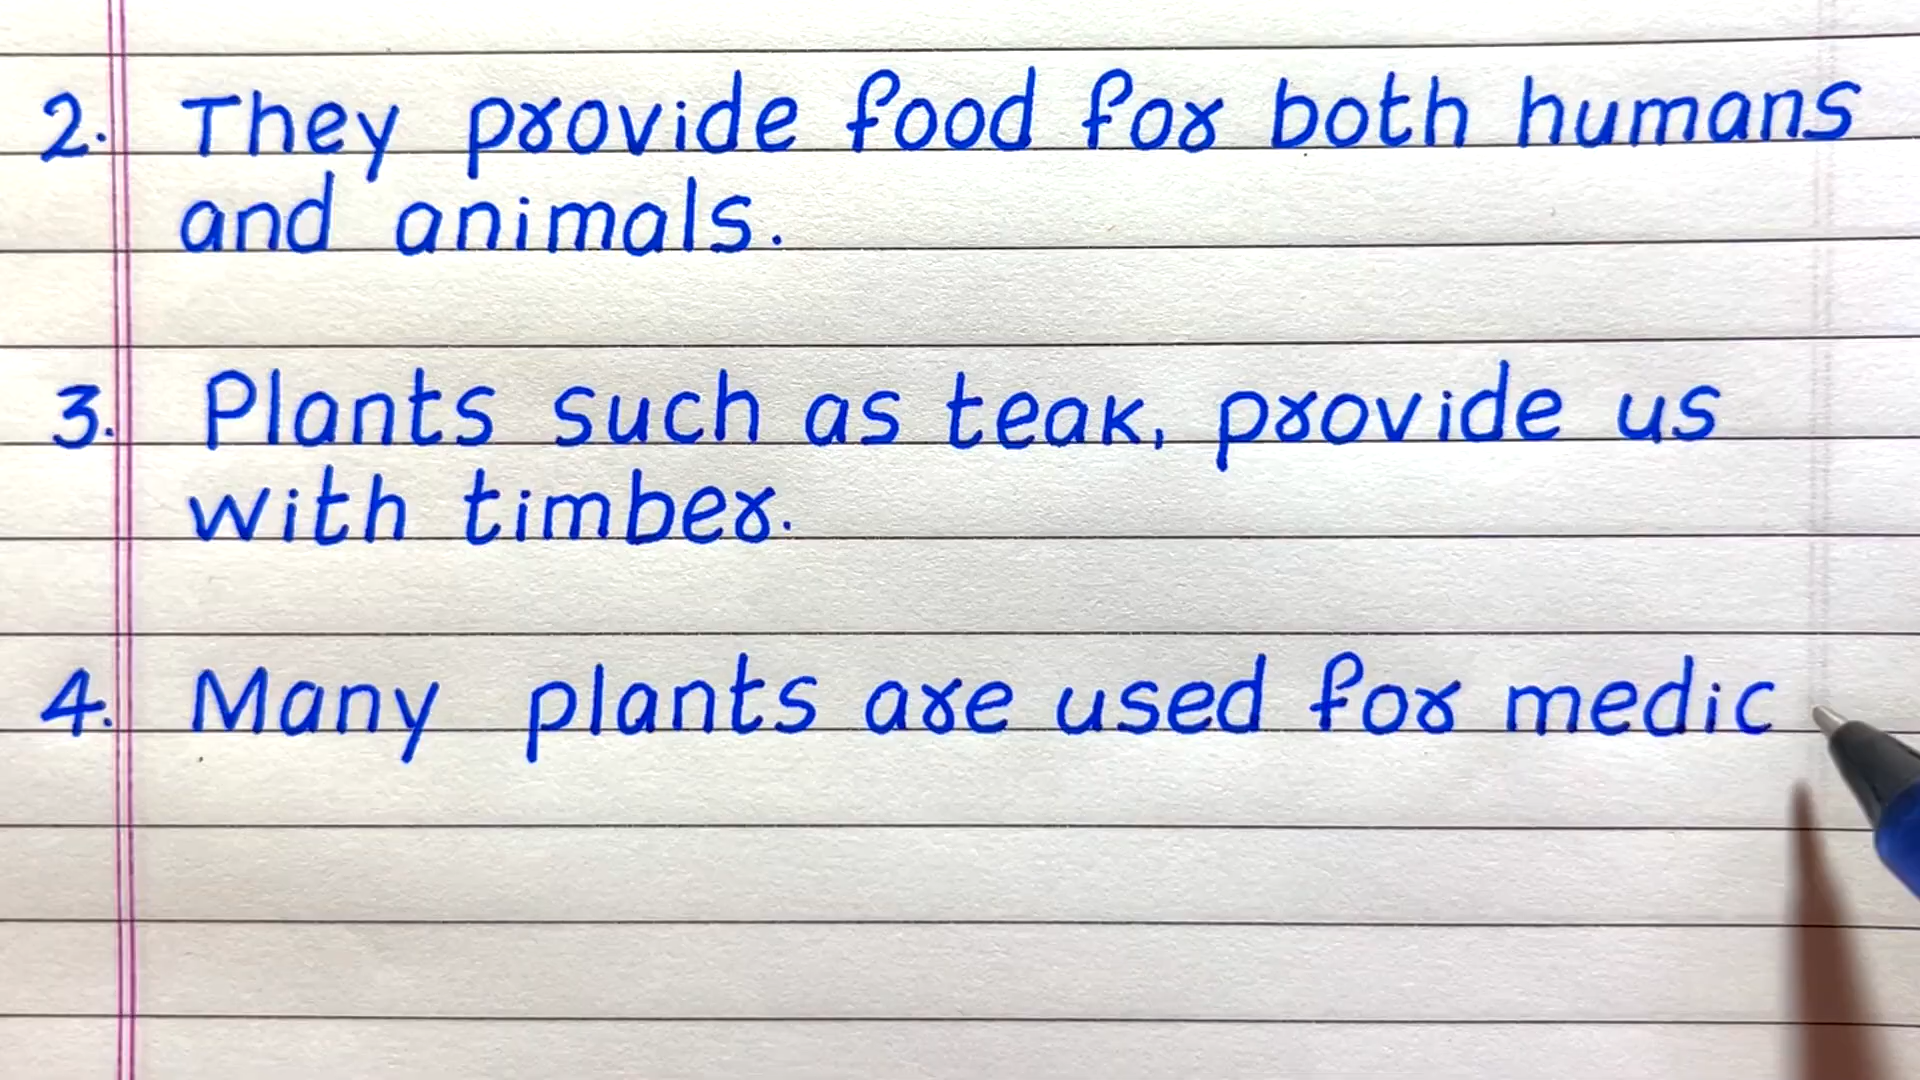 2. They provide food for both humans
and animals.
3. Plants such as teak, provide us
with timber.
4. Many plants are used for medic